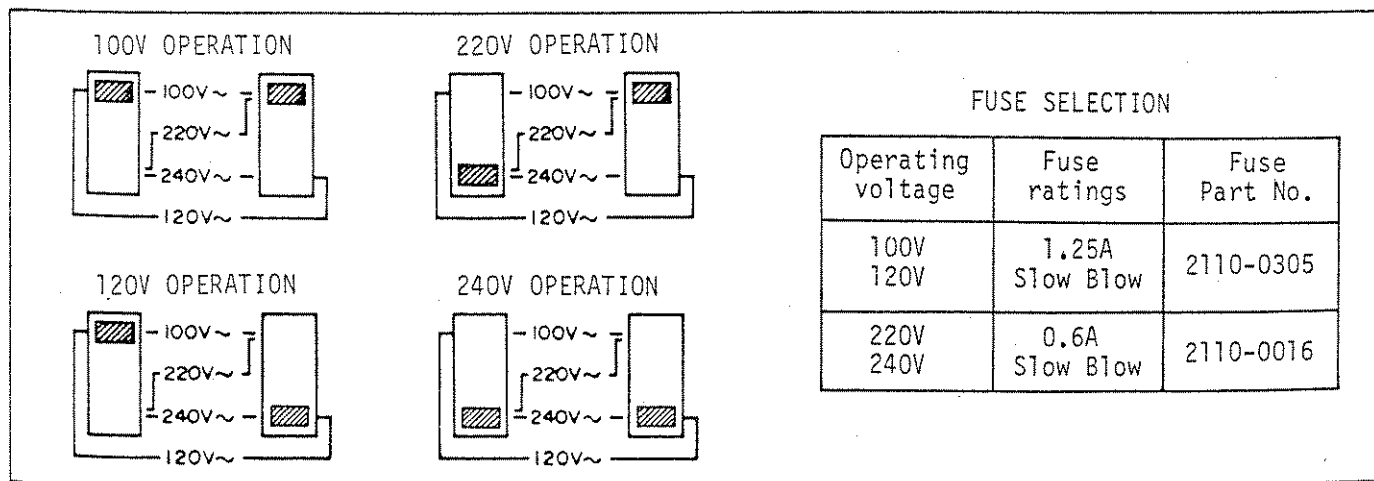 100V OPERATION
- 100V~ -
220V~
240V~ -
120V~
220V OPERATION
- 100V~ -
220V~
240V~ -
120V~
120V OPERATION
- 100V~ -
220V~
240V~ -
120V~
240V OPERATION
- 100V~ -
220V~
240V~ -
120V~
FUSE SELECTION
Operating voltage Fuse ratings Fuse Part No.
100V 120V 1.25A Slow Blow 2110-0305
220V 240V 0.6A Slow Blow 2110-0016